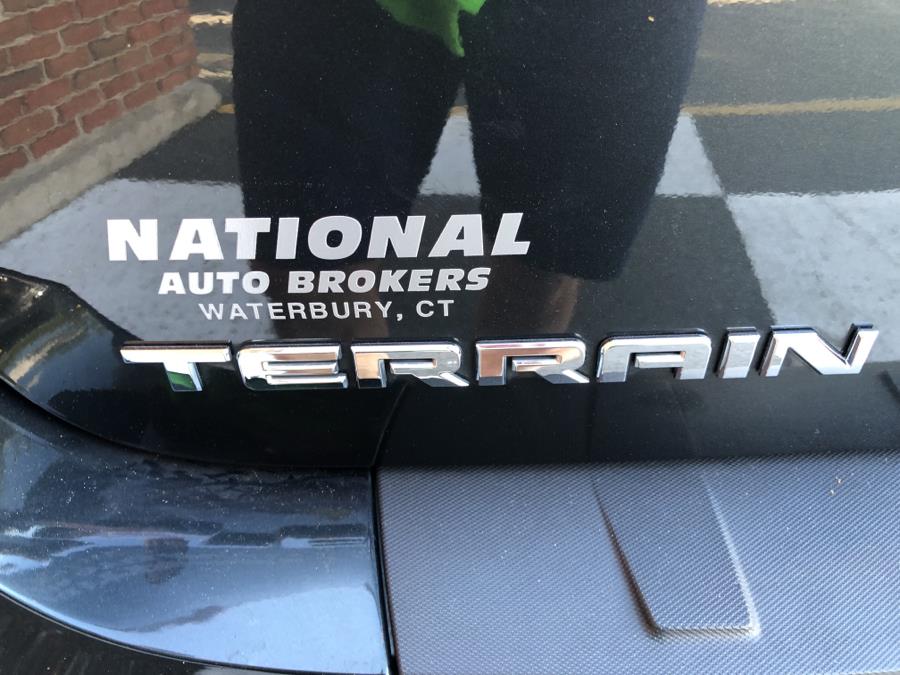 NATIONAL
AUTO BROKERS
WATERBURY, CT
TERRAIN